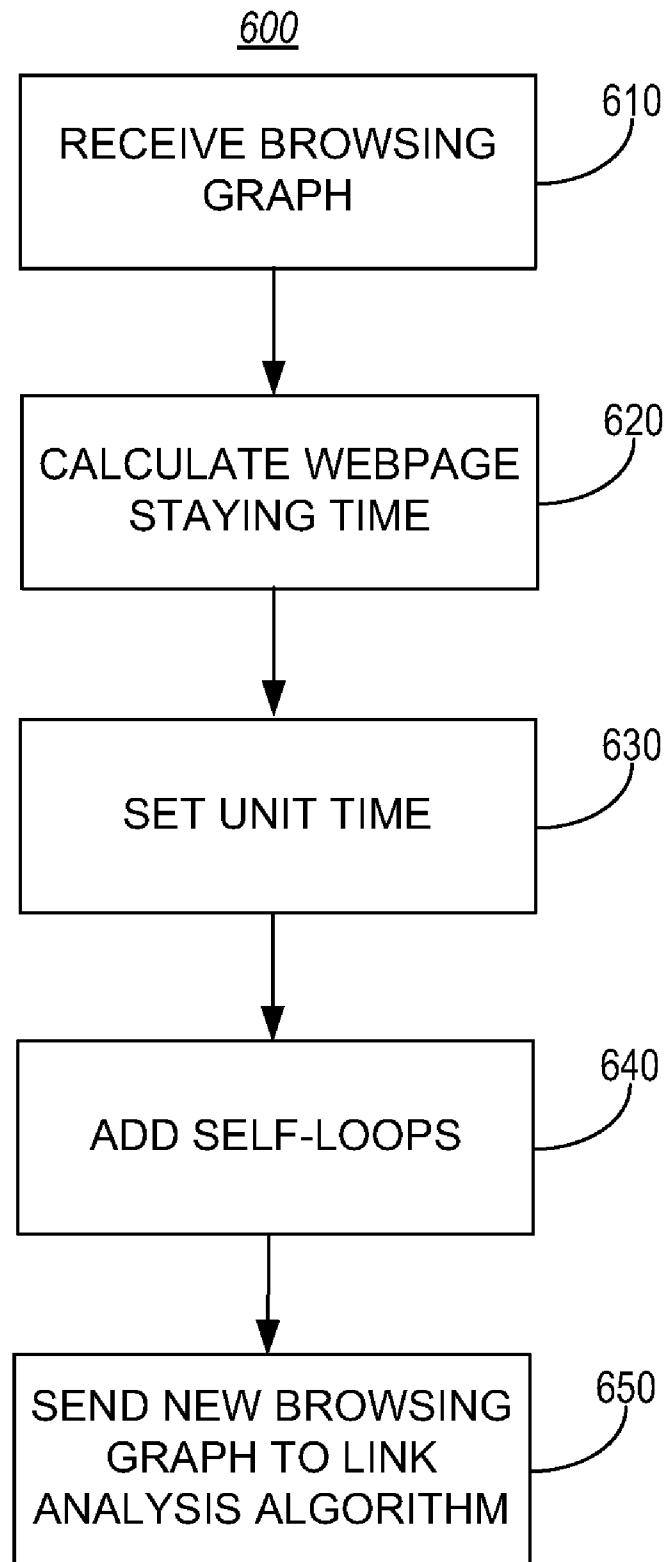 600
610
RECEIVE BROWSING
GRAPH
620
CALCULATE WEBPAGE
STAYING TIME
630
SET UNIT TIME
640
ADD SELF-LOOPS
650
SEND NEW BROWSING
GRAPH TO LINK
ANALYSIS ALGORITHM